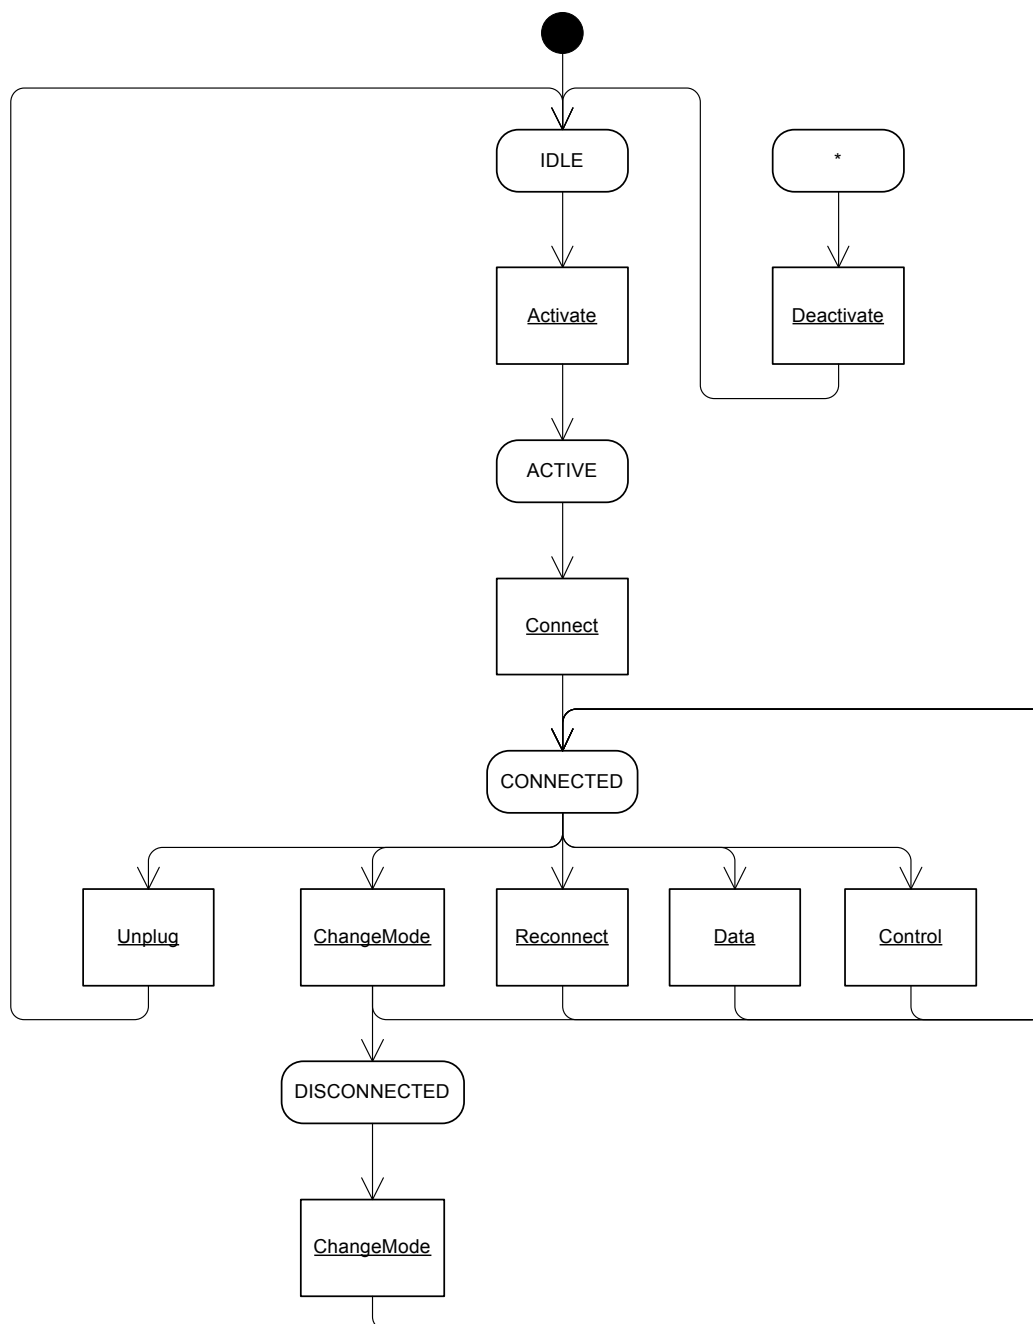 IDLE
*
Activate
Deactivate
ACTIVE
Connect
CONNECTED
Unplug
ChangeMode
Reconnect
Data
Control
DISCONNECTED
ChangeMode